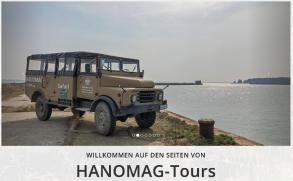 WILLKOMMEN AUF DEN SEITEN VON
HANOMAG-Tours